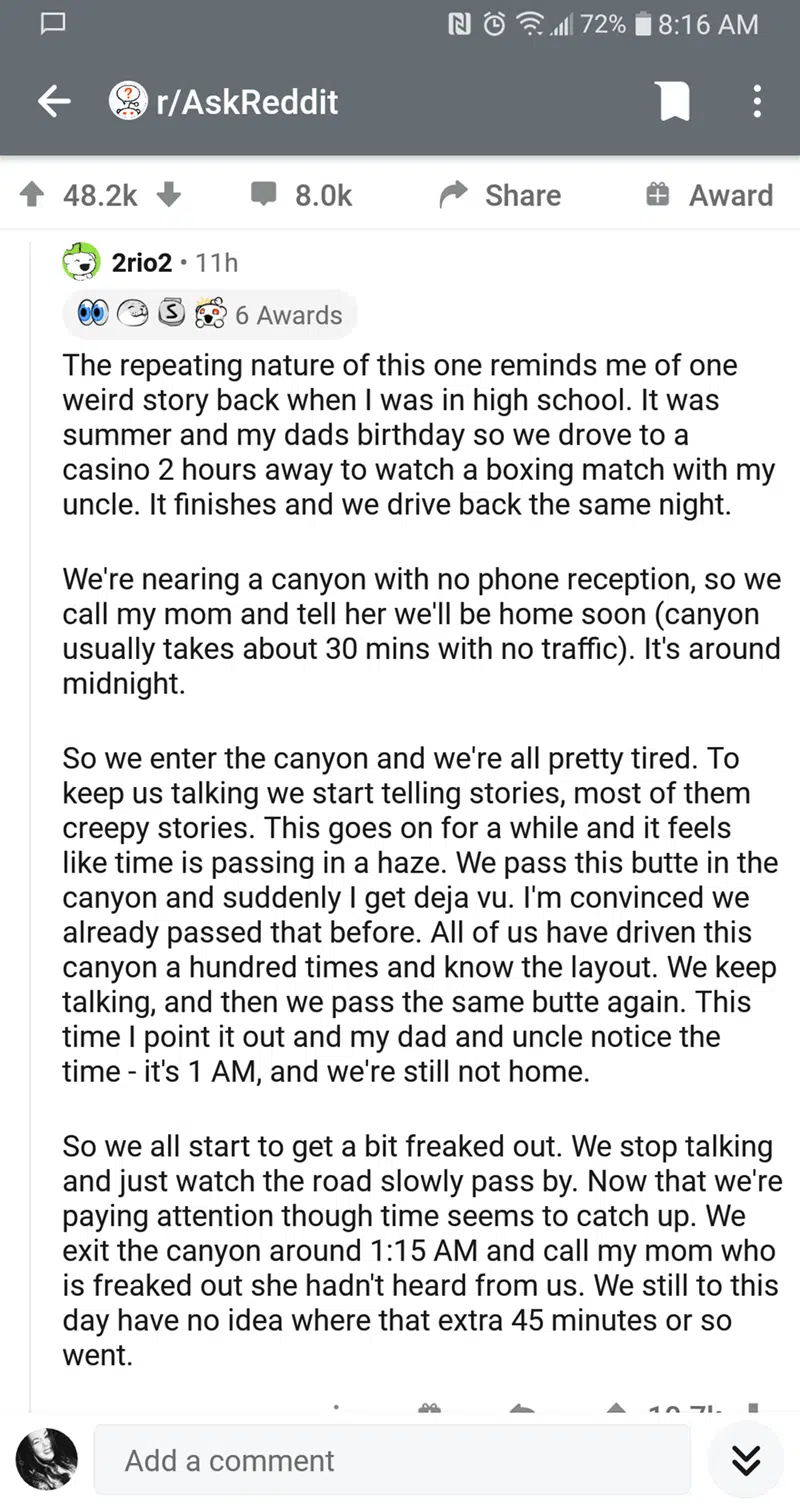 72% 8:16 AM
r/AskReddit
48.2k 8.0k Share Award
2rio2 • 11h
S 6 Awards
The repeating nature of this one reminds me of one
weird story back when I was in high school. It was
summer and my dads birthday so we drove to a
casino 2 hours away to watch a boxing match with my
uncle. It finishes and we drive back the same night.
We're nearing a canyon with no phone reception, so we
call my mom and tell her we'll be home soon (canyon
usually takes about 30 mins with no traffic). It's around
midnight.
So we enter the canyon and we're all pretty tired. To
keep us talking we start telling stories, most of them
creepy stories. This goes on for a while and it feels
like time is passing in a haze. We pass this butte in the
canyon and suddenly I get deja vu. I'm convinced we
already passed that before. All of us have driven this
canyon a hundred times and know the layout. We keep
talking, and then we pass the same butte again. This
time I point it out and my dad and uncle notice the
time - it's 1 AM, and we're still not home.
So we all start to get a bit freaked out. We stop talking
and just watch the road slowly pass by. Now that we're
paying attention though time seems to catch up. We
exit the canyon around 1:15 AM and call my mom who
is freaked out she hadn't heard from us. We still to this
day have no idea where that extra 45 minutes or so
went.
Add a comment